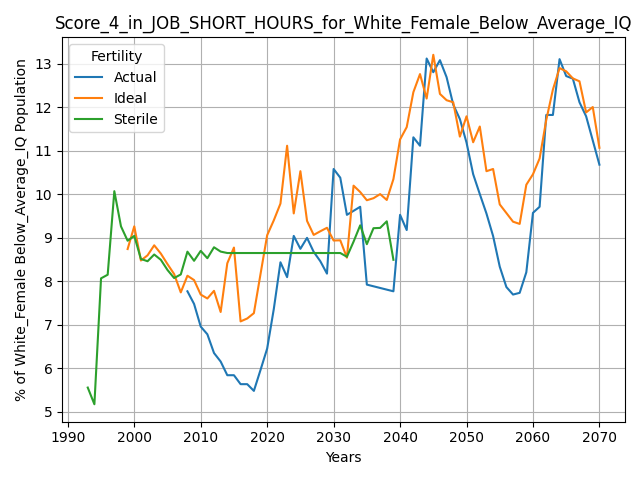 Score_4_in_JOB_SHORT_HOURS_for_White_Female_Below_Average_IQ
Fertility
Actual
Ideal
Sterile
% of White_Female Below_Average_IQ Population
13
12
11
10
9
8
7
6
5
1990
2000
2010
2020
2030
2040
2050
2060
2070
Years